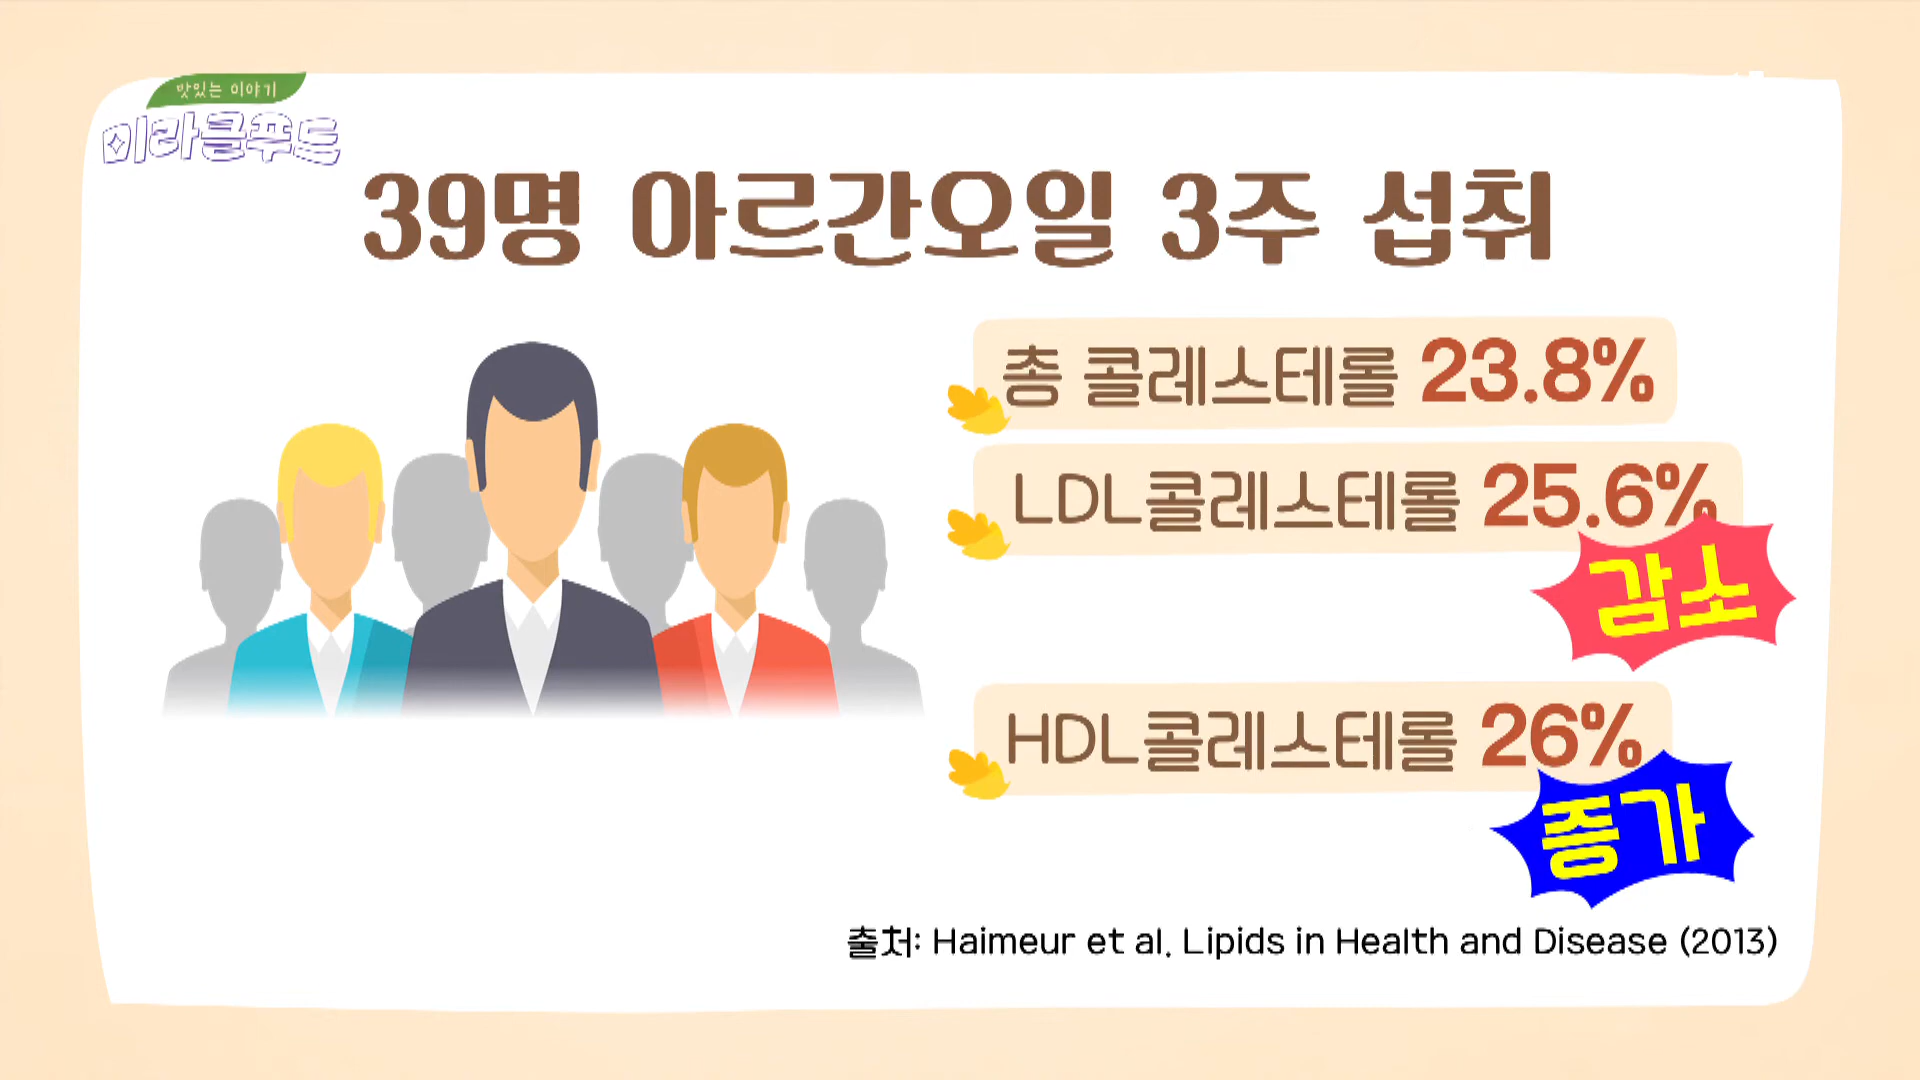 맛있는 이야기
미라클푸드
39명 아르간오일 3주 섭취
총 콜레스테롤 23.8%
LDL콜레스테롤 25.6%
감소
HDL콜레스테롤 26%
증가
출처: Haimeur et al, Lipids in Health and Disease (2013)